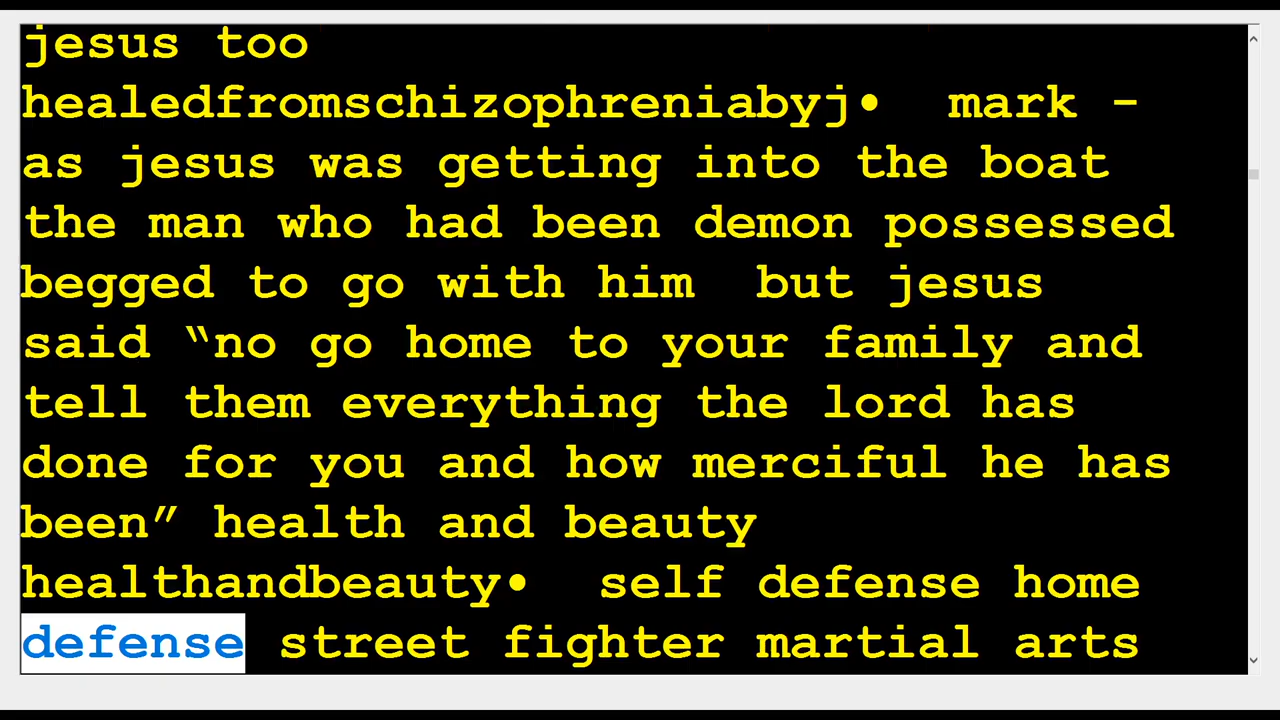 jesus too
healedfromschizophreniabyj•  mark -
as jesus was getting into the boat
the man who had been demon possessed
begged to go with him  but jesus
said “no go home to your family and
tell them everything the lord has
done for you and how merciful he has
been” health and beauty
healthandbeauty•  self defense home
defense street fighter martial arts